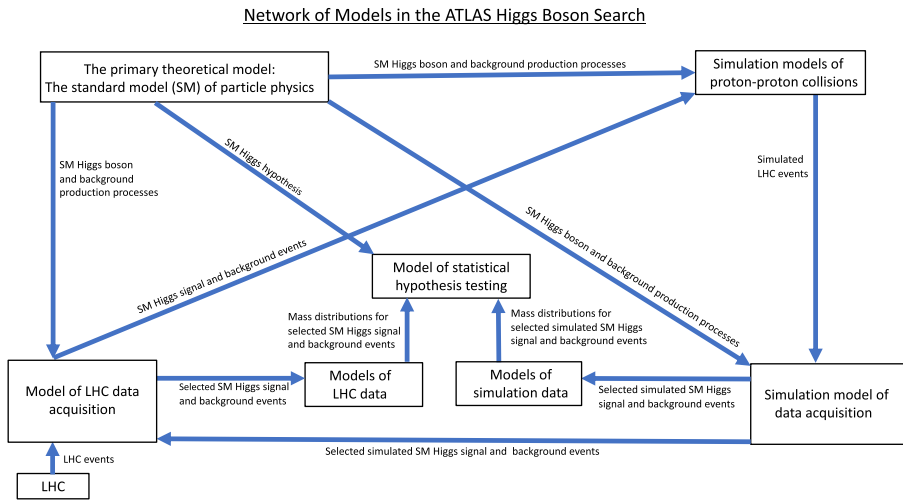 Network of Models in the ATLAS Higgs Boson Search
The primary theoretical model:
The standard model (SM) of particle physics
SM Higgs boson and background production processes
Simulation models of
proton-proton collisions
SM Higgs boson
and background
production processes
SM Higgs hypothesis
Simulated
LHC events
SM Higgs signal and background events
SM Higgs boson and background production processes
Model of statistical
hypothesis testing
Mass distributions for
selected SM Higgs signal
and background events
Mass distributions for
selected simulated SM Higgs
signal and background events
Model of LHC data
acquisition
Selected SM Higgs signal
and background events
Models of
LHC data
Models of
simulation data
Selected simulated SM Higgs
signal and background events
Simulation model of
data acquisition
Selected simulated SM Higgs signal and  background events
LHC events
LHC